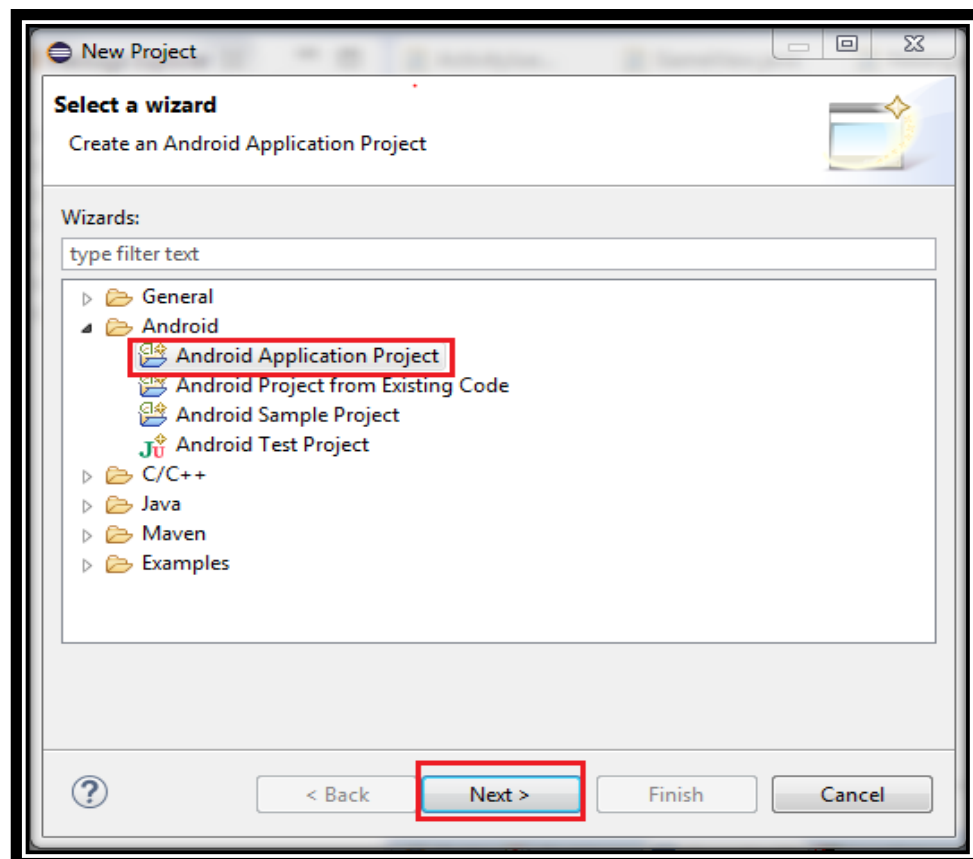 New Project
Select a wizard
Create an Android Application Project
Wizards:
type filter text
General
Android
Android Application Project
Android Project from Existing Code
Android Sample Project
Android Test Project
C/C++
Java
Maven
Examples
?
< Back Next > Finish Cancel